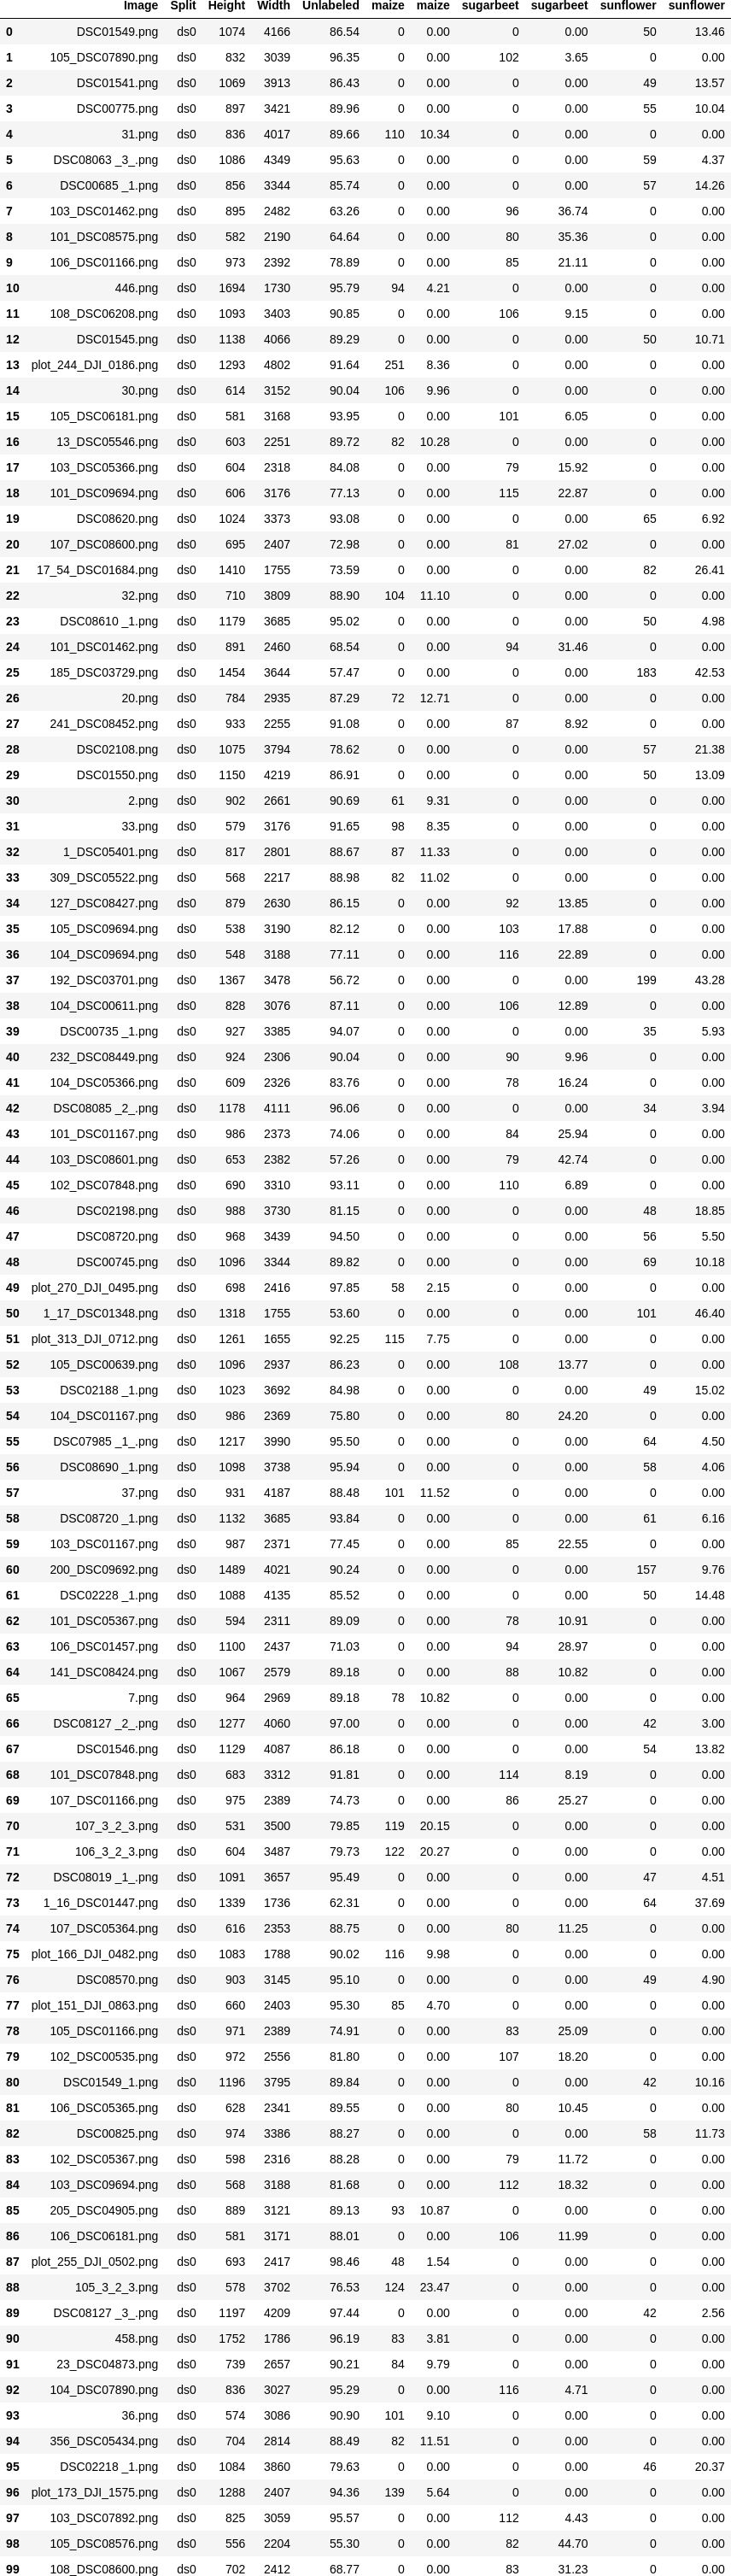 Image Split Height Width Unlabeled maize maize sugarbeet sugarbeet sunflower sunflower
0 DSC01549.png ds0 1074 4166 86.54 0 0.00 0 0.00 50 13.46
1 105_DSC07890.png ds0 832 3039 96.35 0 0.00 102 3.65 0 0.00
2 DSC01541.png ds0 1069 3913 86.43 0 0.00 0 0.00 49 13.57
3 DSC00775.png ds0 897 3421 89.96 0 0.00 0 0.00 55 10.04
4 31.png ds0 836 4017 89.66 110 10.34 0 0.00 0 0.00
5 DSC08063 _3_.png ds0 1086 4349 95.63 0 0.00 0 0.00 59 4.37
6 DSC00685 _1.png ds0 856 3344 85.74 0 0.00 0 0.00 57 14.26
7 103_DSC01462.png ds0 895 2482 63.26 0 0.00 96 36.74 0 0.00
8 101_DSC08575.png ds0 582 2190 64.64 0 0.00 80 35.36 0 0.00
9 106_DSC01166.png ds0 973 2392 78.89 0 0.00 85 21.11 0 0.00
10 446.png ds0 1694 1730 95.79 94 4.21 0 0.00 0 0.00
11 108_DSC06208.png ds0 1093 3403 90.85 0 0.00 106 9.15 0 0.00
12 DSC01545.png ds0 1138 4066 89.29 0 0.00 0 0.00 50 10.71
13 plot_244_DJI_0186.png ds0 1293 4802 91.64 251 8.36 0 0.00 0 0.00
14 30.png ds0 614 3152 90.04 106 9.96 0 0.00 0 0.00
15 105_DSC06181.png ds0 581 3168 93.95 0 0.00 101 6.05 0 0.00
16 13_DSC05546.png ds0 603 2251 89.72 82 10.28 0 0.00 0 0.00
17 103_DSC05366.png ds0 604 2318 84.08 0 0.00 79 15.92 0 0.00
18 101_DSC09694.png ds0 606 3176 77.13 0 0.00 115 22.87 0 0.00
19 DSC08620.png ds0 1024 3373 93.08 0 0.00 0 0.00 65 6.92
20 107_DSC08600.png ds0 695 2407 72.98 0 0.00 81 27.02 0 0.00
21 17_54_DSC01684.png ds0 1410 1755 73.59 0 0.00 0 0.00 82 26.41
22 32.png ds0 710 3809 88.90 104 11.10 0 0.00 0 0.00
23 DSC08610 _1.png ds0 1179 3685 95.02 0 0.00 0 0.00 50 4.98
24 101_DSC01462.png ds0 891 2460 68.54 0 0.00 94 31.46 0 0.00
25 185_DSC03729.png ds0 1454 3644 57.47 0 0.00 0 0.00 183 42.53
26 20.png ds0 784 2935 87.29 72 12.71 0 0.00 0 0.00
27 241_DSC08452.png ds0 933 2255 91.08 0 0.00 87 8.92 0 0.00
28 DSC02108.png ds0 1075 3794 78.62 0 0.00 0 0.00 57 21.38
29 DSC01550.png ds0 1150 4219 86.91 0 0.00 0 0.00 50 13.09
30 2.png ds0 902 2661 90.69 61 9.31 0 0.00 0 0.00
31 33.png ds0 579 3176 91.65 98 8.35 0 0.00 0 0.00
32 1_DSC05401.png ds0 817 2801 88.67 87 11.33 0 0.00 0 0.00
33 309_DSC05522.png ds0 568 2217 88.98 82 11.02 0 0.00 0 0.00
34 127_DSC08427.png ds0 879 2630 86.15 0 0.00 92 13.85 0 0.00
35 105_DSC09694.png ds0 538 3190 82.12 0 0.00 103 17.88 0 0.00
36 104_DSC09694.png ds0 548 3188 77.11 0 0.00 116 22.89 0 0.00
37 192_DSC03701.png ds0 1367 3478 56.72 0 0.00 0 0.00 199 43.28
38 104_DSC00611.png ds0 828 3076 87.11 0 0.00 106 12.89 0 0.00
39 DSC00735 _1.png ds0 927 3385 94.07 0 0.00 0 0.00 35 5.93
40 232_DSC08449.png ds0 924 2306 90.04 0 0.00 90 9.96 0 0.00
41 104_DSC05366.png ds0 609 2326 83.76 0 0.00 78 16.24 0 0.00
42 DSC08085 _2_.png ds0 1178 4111 96.06 0 0.00 0 0.00 34 3.94
43 101_DSC01167.png ds0 986 2373 74.06 0 0.00 84 25.94 0 0.00
44 103_DSC08601.png ds0 653 2382 57.26 0 0.00 79 42.74 0 0.00
45 102_DSC07848.png ds0 690 3310 93.11 0 0.00 110 6.89 0 0.00
46 DSC02198.png ds0 988 3730 81.15 0 0.00 0 0.00 48 18.85
47 DSC08720.png ds0 968 3439 94.50 0 0.00 0 0.00 56 5.50
48 DSC00745.png ds0 1096 3344 89.82 0 0.00 0 0.00 69 10.18
49 plot_270_DJI_0495.png ds0 698 2416 97.85 58 2.15 0 0.00 0 0.00
50 1_17_DSC01348.png ds0 1318 1755 53.60 0 0.00 0 0.00 101 46.40
51 plot_313_DJI_0712.png ds0 1261 1655 92.25 115 7.75 0 0.00 0 0.00
52 105_DSC00639.png ds0 1096 2937 86.23 0 0.00 108 13.77 0 0.00
53 DSC02188 _1.png ds0 1023 3692 84.98 0 0.00 0 0.00 49 15.02
54 104_DSC01167.png ds0 986 2369 75.80 0 0.00 80 24.20 0 0.00
55 DSC07985 _1_.png ds0 1217 3990 95.50 0 0.00 0 0.00 64 4.50
56 DSC08690 _1.png ds0 1098 3738 95.94 0 0.00 0 0.00 58 4.06
57 37.png ds0 931 4187 88.48 101 11.52 0 0.00 0 0.00
58 DSC08720 _1.png ds0 1132 3685 93.84 0 0.00 0 0.00 61 6.16
59 103_DSC01167.png ds0 987 2371 77.45 0 0.00 85 22.55 0 0.00
60 200_DSC09692.png ds0 1489 4021 90.24 0 0.00 0 0.00 157 9.76
61 DSC02228 _1.png ds0 1088 4135 85.52 0 0.00 0 0.00 50 14.48
62 101_DSC05367.png ds0 594 2311 89.09 0 0.00 78 10.91 0 0.00
63 106_DSC01457.png ds0 1100 2437 71.03 0 0.00 94 28.97 0 0.00
64 141_DSC08424.png ds0 1067 2579 89.18 0 0.00 88 10.82 0 0.00
65 7.png ds0 964 2969 89.18 78 10.82 0 0.00 0 0.00
66 DSC08127 _2_.png ds0 1277 4060 97.00 0 0.00 0 0.00 42 3.00
67 DSC01546.png ds0 1129 4087 86.18 0 0.00 0 0.00 54 13.82
68 101_DSC07848.png ds0 683 3312 91.81 0 0.00 114 8.19 0 0.00
69 107_DSC01166.png ds0 975 2389 74.73 0 0.00 86 25.27 0 0.00
70 107_3_2_3.png ds0 531 3500 79.85 119 20.15 0 0.00 0 0.00
71 106_3_2_3.png ds0 604 3487 79.73 122 20.27 0 0.00 0 0.00
72 DSC08019 _1_.png ds0 1091 3657 95.49 0 0.00 0 0.00 47 4.51
73 1_16_DSC01447.png ds0 1339 1736 62.31 0 0.00 0 0.00 64 37.69
74 107_DSC05364.png ds0 616 2353 88.75 0 0.00 80 11.25 0 0.00
75 plot_166_DJI_0482.png ds0 1083 1788 90.02 116 9.98 0 0.00 0 0.00
76 DSC08570.png ds0 903 3145 95.10 0 0.00 0 0.00 49 4.90
77 plot_151_DJI_0863.png ds0 660 2403 95.30 85 4.70 0 0.00 0 0.00
78 105_DSC01166.png ds0 971 2389 74.91 0 0.00 83 25.09 0 0.00
79 102_DSC00535.png ds0 972 2556 81.80 0 0.00 107 18.20 0 0.00
80 DSC01549_1.png ds0 1196 3795 89.84 0 0.00 0 0.00 42 10.16
81 106_DSC05365.png ds0 628 2341 89.55 0 0.00 80 10.45 0 0.00
82 DSC00825.png ds0 974 3386 88.27 0 0.00 0 0.00 58 11.73
83 102_DSC05367.png ds0 598 2316 88.28 0 0.00 79 11.72 0 0.00
84 103_DSC09694.png ds0 568 3188 81.68 0 0.00 112 18.32 0 0.00
85 205_DSC04905.png ds0 889 3121 89.13 93 10.87 0 0.00 0 0.00
86 106_DSC06181.png ds0 581 3171 88.01 0 0.00 106 11.99 0 0.00
87 plot_255_DJI_0502.png ds0 693 2417 98.46 48 1.54 0 0.00 0 0.00
88 105_3_2_3.png ds0 578 3702 76.53 124 23.47 0 0.00 0 0.00
89 DSC08127 _3_.png ds0 1197 4209 97.44 0 0.00 0 0.00 42 2.56
90 458.png ds0 1752 1786 96.19 83 3.81 0 0.00 0 0.00
91 23_DSC04873.png ds0 739 2657 90.21 84 9.79 0 0.00 0 0.00
92 104_DSC07890.png ds0 836 3027 95.29 0 0.00 116 4.71 0 0.00
93 36.png ds0 574 3086 90.90 101 9.10 0 0.00 0 0.00
94 356_DSC05434.png ds0 704 2814 88.49 82 11.51 0 0.00 0 0.00
95 DSC02218 _1.png ds0 1084 3860 79.63 0 0.00 0 0.00 46 20.37
96 plot_173_DJI_1575.png ds0 1288 2407 94.36 139 5.64 0 0.00 0 0.00
97 103_DSC07892.png ds0 825 3059 95.57 0 0.00 112 4.43 0 0.00
98 105_DSC08576.png ds0 556 2204 55.30 0 0.00 82 44.70 0 0.00
99 108_DSC08600.png ds0 702 2412 68.77 0 0.00 83 31.23 0 0.00